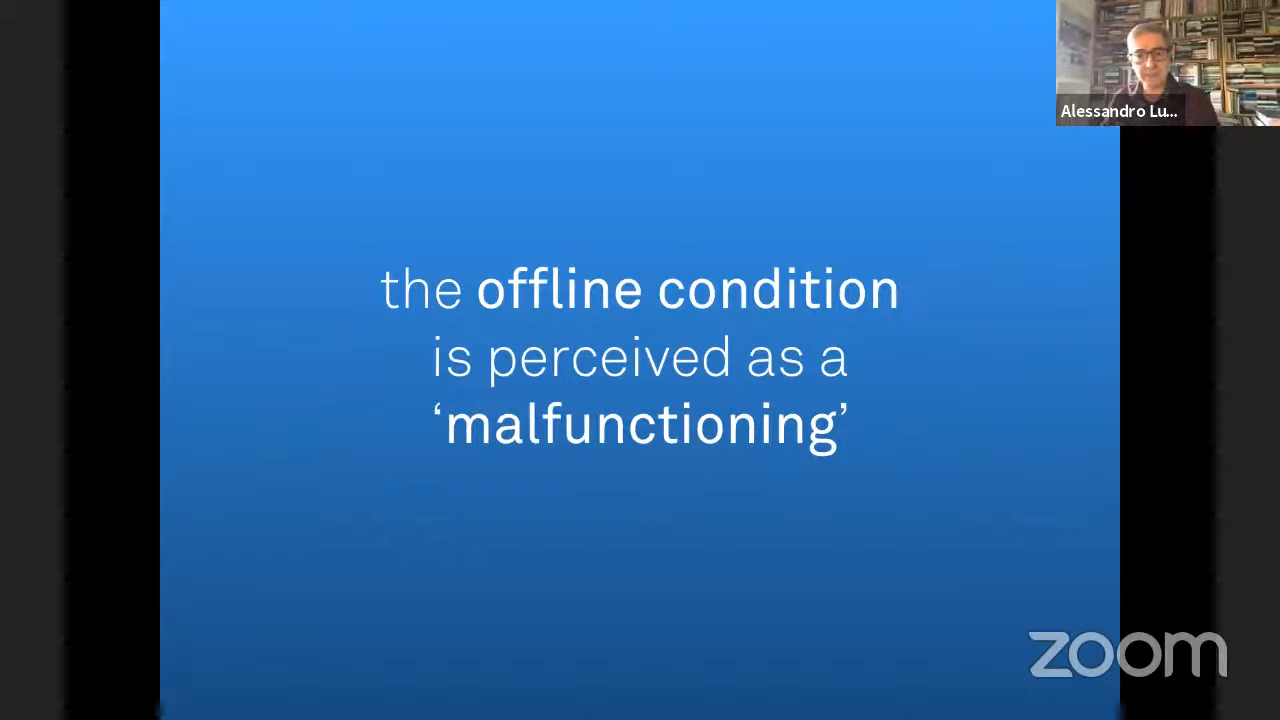 Alessandro Lu...
the offline condition
is perceived as a
‘malfunctioning’
zoom